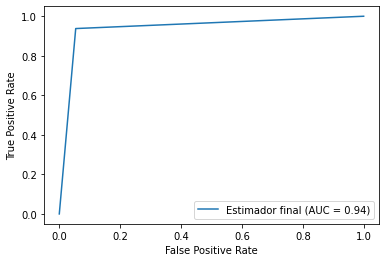 1.0
0.8
0.6
0.4
0.2
0.0
True Positive Rate
Estimador final (AUC = 0.94)
0.0 0.2 0.4 0.6 0.8 1.0
False Positive Rate